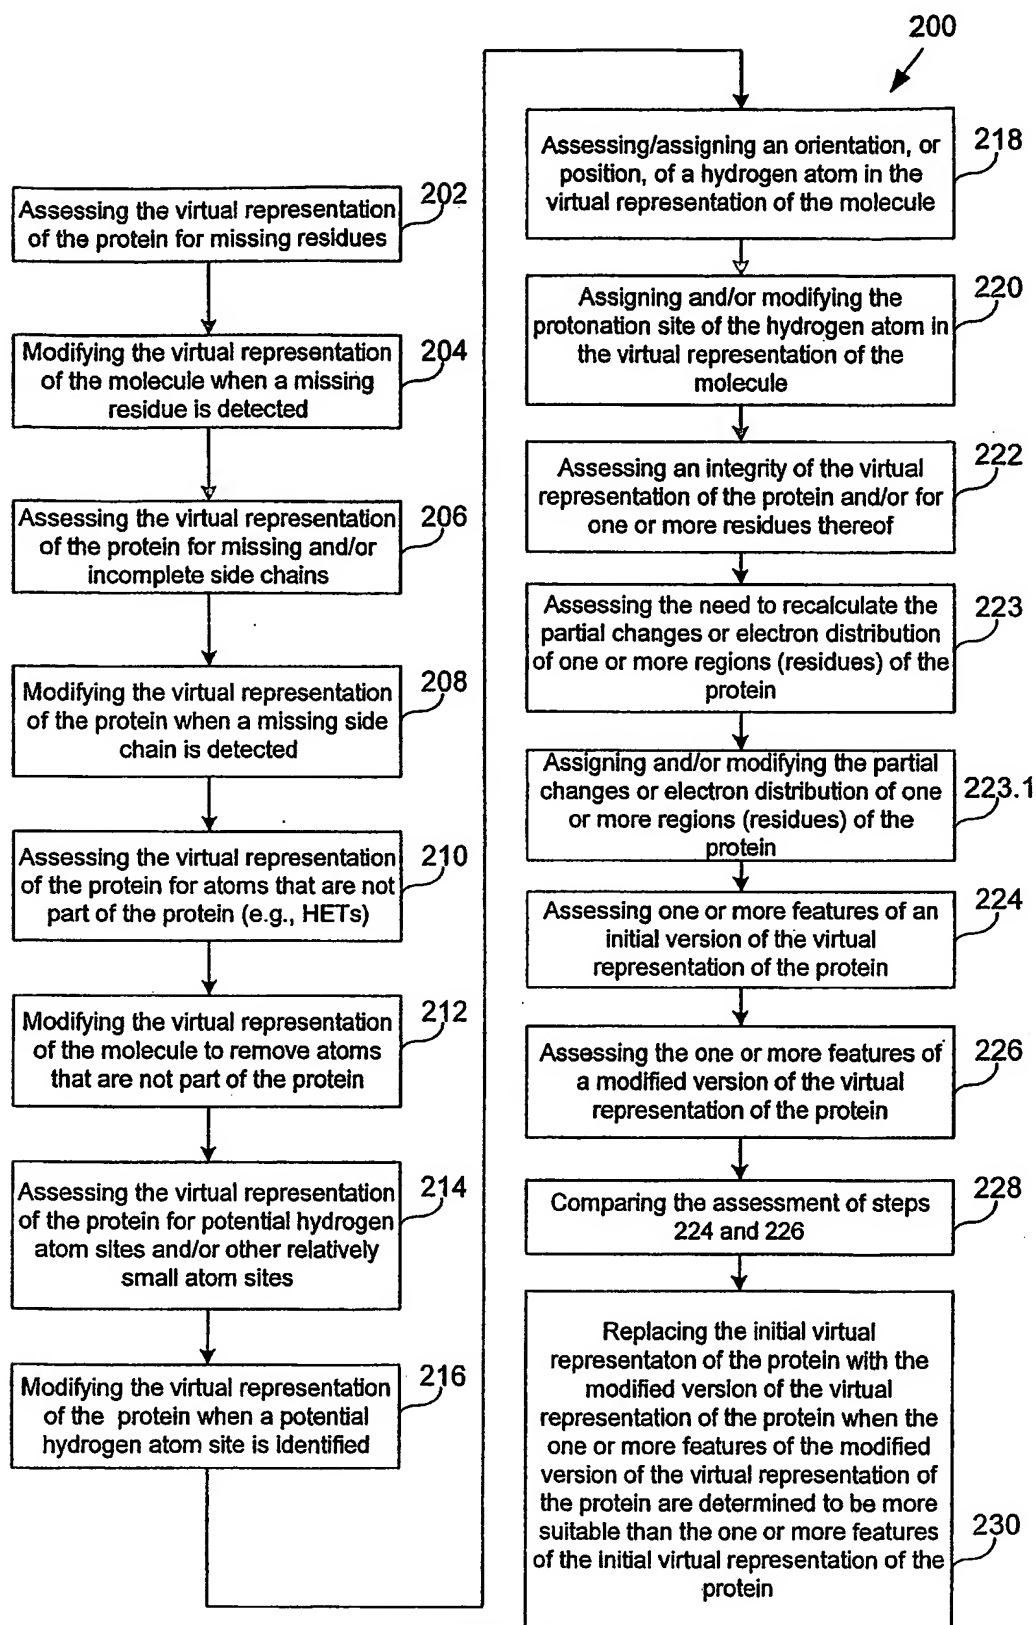 200
Assessing the virtual representation
of the protein for missing residues
202
Modifying the virtual representation
of the molecule when a missing
residue is detected
204
Assessing the virtual representation
of the protein for missing and/or
incomplete side chains
206
Modifying the virtual representation
of the protein when a missing side
chain is detected
208
Assessing the virtual representation
of the protein for atoms that are not
part of the protein (e.g., HETs)
210
Modifying the virtual representation
of the molecule to remove atoms
that are not part of the protein
212
Assessing the virtual representation
of the protein for potential hydrogen
atom sites and/or other relatively
small atom sites
214
Modifying the virtual representation
of the protein when a potential
hydrogen atom site is identified
216
Assessing/assigning an orientation, or
position, of a hydrogen atom in the
virtual representation of the molecule
218
Assigning and/or modifying the
protonation site of the hydrogen atom in
the virtual representation of the
molecule
220
Assessing an integrity of the virtual
representation of the protein and/or for
one or more residues thereof
222
Assessing the need to recalculate the
partial changes or electron distribution
of one or more regions (residues) of the
protein
223
Assigning and/or modifying the partial
changes or electron distribution of one
or more regions (residues) of the
protein
223.1
Assessing one or more features of an
initial version of the virtual
representation of the protein
224
Assessing the one or more features of
a modified version of the virtual
representation of the protein
226
Comparing the assessment of steps
224 and 226
228
Replacing the initial virtual
representaton of the protein with the
modified version of the virtual
representation of the protein when the
one or more features of the modified
version of the virtual representation of
the protein are determined to be more
suitable than the one or more features
of the initial virtual representation of the
protein
230